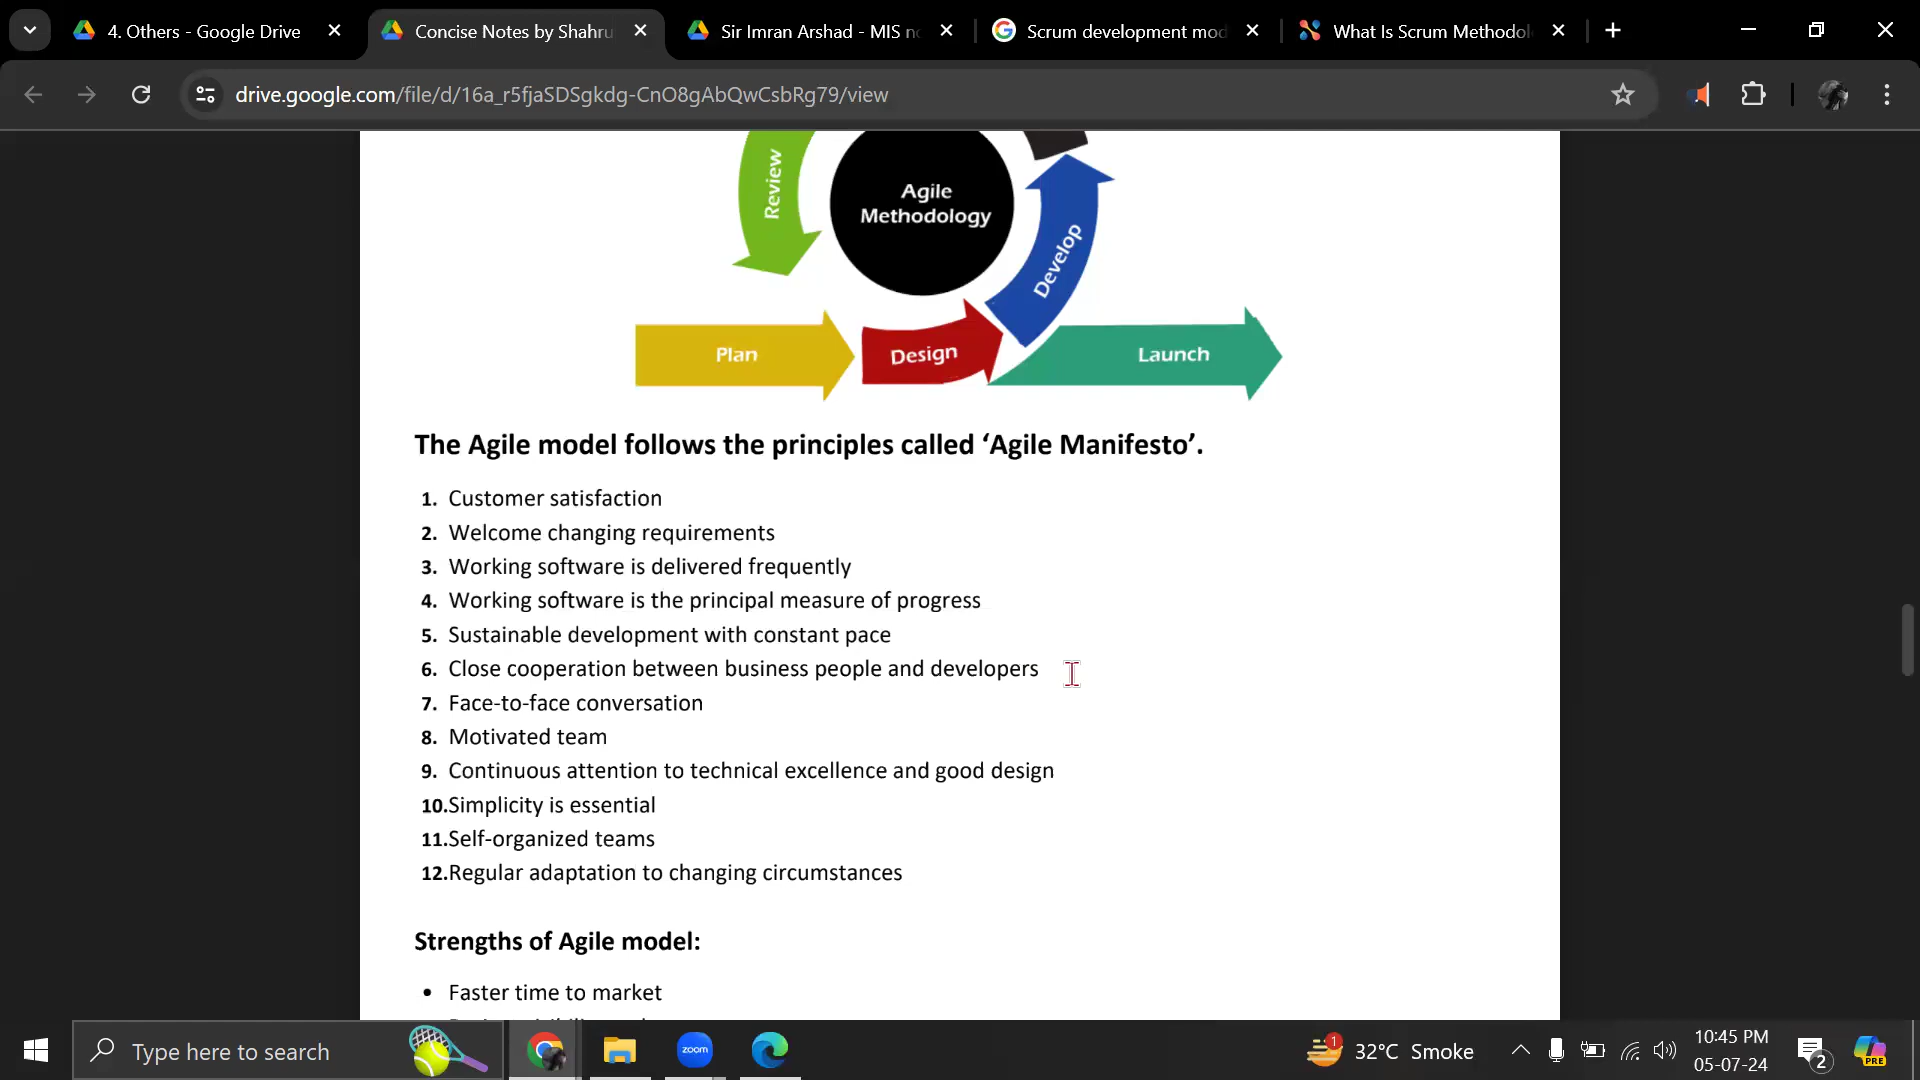 4. Others - Google Drive
Concise Notes by Shahru
Sir Imran Arshad - MIS no
Scrum development mod
What Is Scrum Methodol
drive.google.com/file/d/16a_r5fjaSDSgkdg-CnO8gAbQwCsbRg79/view
Review
Agile
Methodology
Develop
Plan
Design
Launch
The Agile model follows the principles called ‘Agile Manifesto’.
1. Customer satisfaction
2. Welcome changing requirements
3. Working software is delivered frequently
4. Working software is the principal measure of progress
5. Sustainable development with constant pace
6. Close cooperation between business people and developers
7. Face-to-face conversation
8. Motivated team
9. Continuous attention to technical excellence and good design
10.Simplicity is essential
11.Self-organized teams
12.Regular adaptation to changing circumstances
Strengths of Agile model:
• Faster time to market
Type here to search
zoom
1
32°C Smoke
10:45 PM
05-07-24
2
PRE